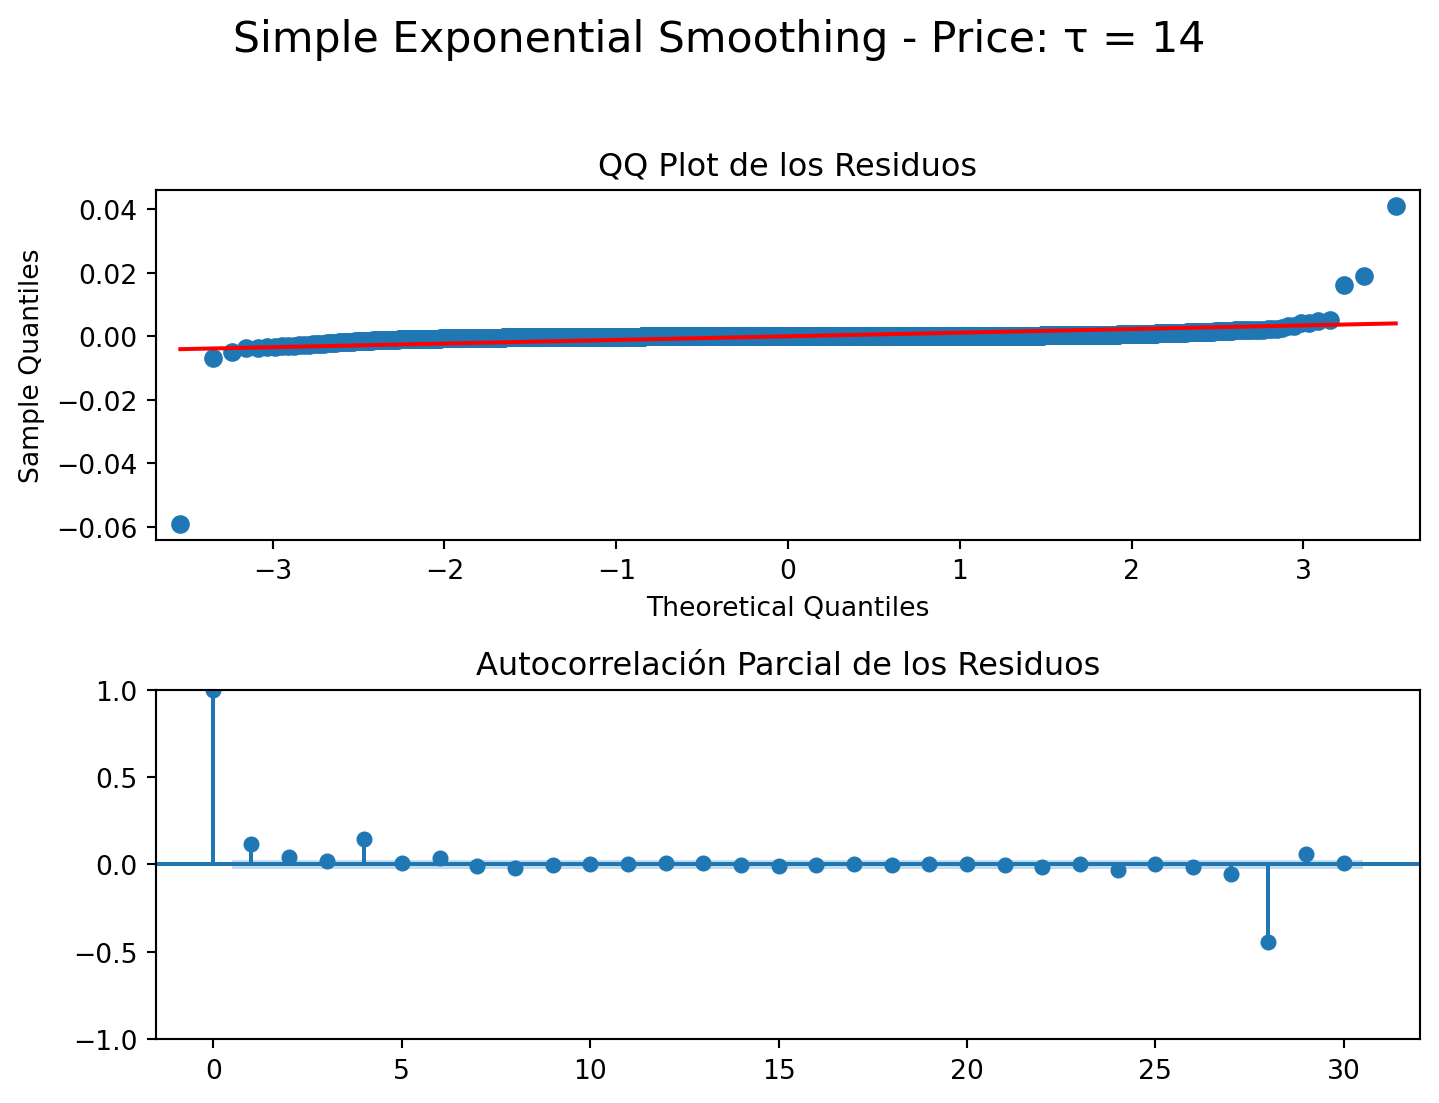 Simple Exponential Smoothing - Price: τ = 14
QQ Plot de los Residuos
0.04
0.02
0.00
−0.02
−0.04
−0.06
Sample Quantiles
−3 −2 −1 0 1 2 3
Theoretical Quantiles
Autocorrelación Parcial de los Residuos
1.0
0.5
0.0
−0.5
−1.0
0 5 10 15 20 25 30